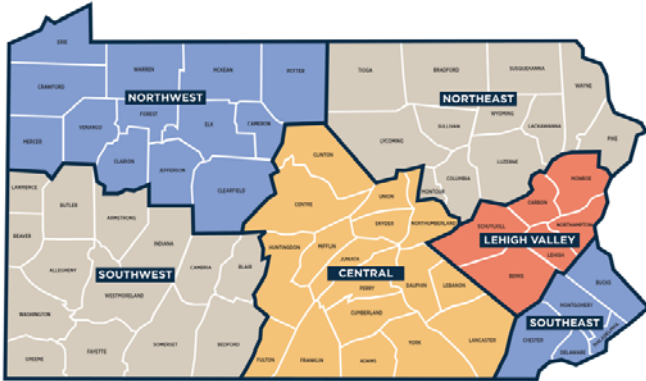 ERIE
CRAWFORD
WARREN
MCKEAN
POTTER
NORTHWEST
FOREST
ELK
CAMERON
VENANGO
MERCER
CLARION
JEFFERSON
CLEARFIELD
TIOGA
BRADFORD
SUSQUEHANNA
WAYNE
NORTHEAST
WYOMING
SULLIVAN
LACKAWANNA
LYCOMING
PIKE
LUZERNE
COLUMBIA
MONTOUR
LAWRENCE
BUTLER
ARMSTRONG
INDIANA
BEAVER
ALLEGHENY
SOUTHWEST
CAMBRIA
BLAIR
WESTMORELAND
WASHINGTON
GREENE
FAYETTE
SOMERSET
BEDFORD
CLINTON
CENTRE
UNION
SNYDER
NORTHUMBERLAND
HUNTINGDON
MIFFLIN
JUNIATA
CENTRAL
PERRY
DAUPHIN
LEBANON
CUMBERLAND
FULTON
FRANKLIN
ADAMS
YORK
LANCASTER
MONROE
CARBON
SCHUYLKILL
NORTHAMPTON
LEHIGH VALLEY
LEHIGH
BERKS
BUCKS
MONTGOMERY
SOUTHEAST
PHILADELPHIA
CHESTER
DELAWARE